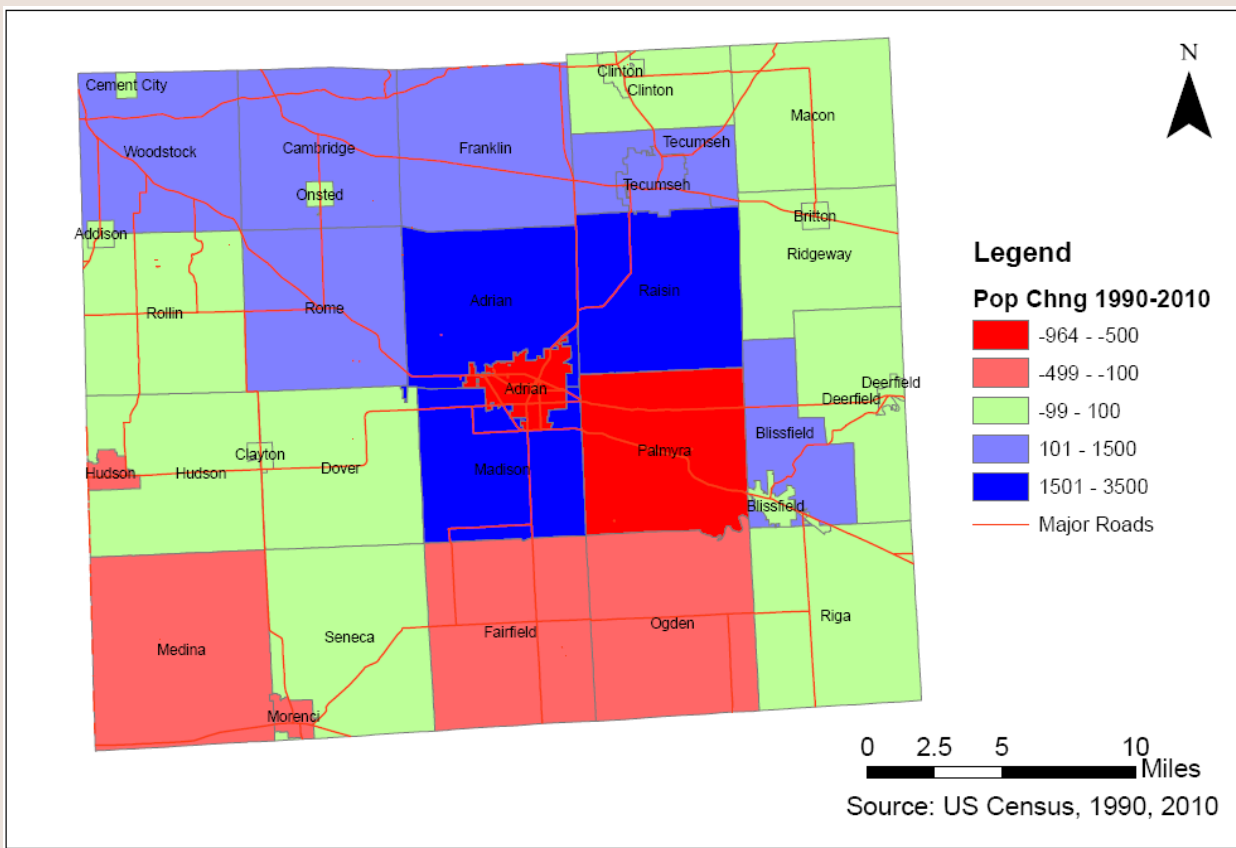 N
Clinton
Cement City
Clinton
Macon
Tecumseh
Woodstock
Cambridge
Franklin
Tecumseh
Onsted
Britton
Addison
Ridgeway
Adrian
Raisin
Rollin
Rome
Deerfield
Adrian
Deerfield
Blissfield
Palmyra
Clayton
Hudson
Hudson
Dover
Madison
Blissfield
Riga
Ogden
Fairfield
Seneca
Medina
Morenci
Legend
Pop Chng 1990-2010
-964 - -500
-499 - -100
-99 - 100
101 - 1500
1501 - 3500
Major Roads
0 2.5 5 10
Miles
Source: US Census, 1990, 2010